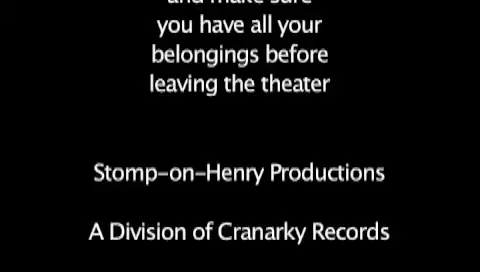 and make sure
you have all your
belongings before
leaving the theater
Stomp-on-Henry Productions
A Division of Cranarky Records